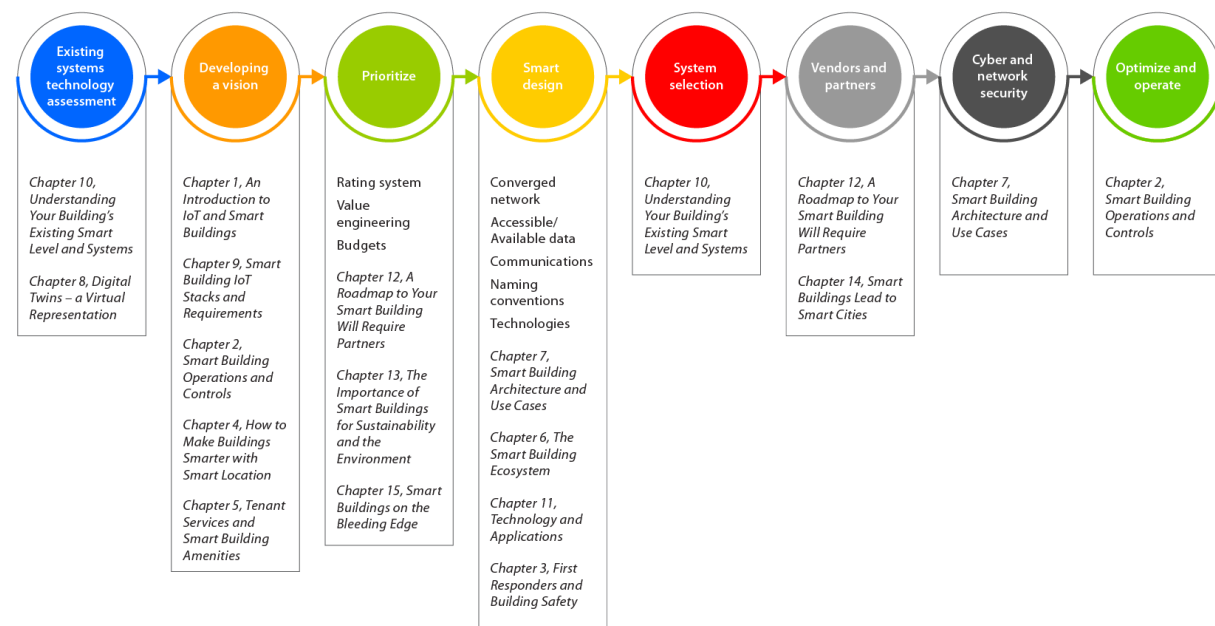 Existing
systems
technology
assessment
Developing
a vision
Prioritize
Smart
design
System
selection
Vendors and
partners
Cyber and
network
security
Optimize and
operate
Chapter 10,
Understanding
Your Building’s
Existing Smart
Level and Systems
Chapter 8, Digital
Twins – a Virtual
Representation
Chapter 1, An
Introduction to
IoT and Smart
Buildings
Chapter 9, Smart
Building IoT
Stacks and
Requirements
Chapter 2,
Smart Building
Operations and
Controls
Chapter 4, How to
Make Buildings
Smarter with
Smart Location
Chapter 5, Tenant
Services and
Smart Building
Amenities
Rating system
Value
engineering
Budgets
Chapter 12, A
Roadmap to Your
Smart Building
Will Require
Partners
Chapter 13, The
Importance of
Smart Buildings
for Sustainability
and the
Environment
Chapter 15, Smart
Buildings on the
Bleeding Edge
Converged
network
Accessible/
Available data
Communications
Naming
conventions
Technologies
Chapter 7,
Smart Building
Architecture and
Use Cases
Chapter 6, The
Smart Building
Ecosystem
Chapter 11,
Technology and
Applications
Chapter 3, First
Responders and
Building Safety
Chapter 10,
Understanding
Your Building’s
Existing Smart
Level and Systems
Chapter 12, A
Roadmap to Your
Smart Building
Will Require
Partners
Chapter 14, Smart
Buildings Lead to
Smart Cities
Chapter 7,
Smart Building
Architecture and
Use Cases
Chapter 2,
Smart Building
Operations and
Controls